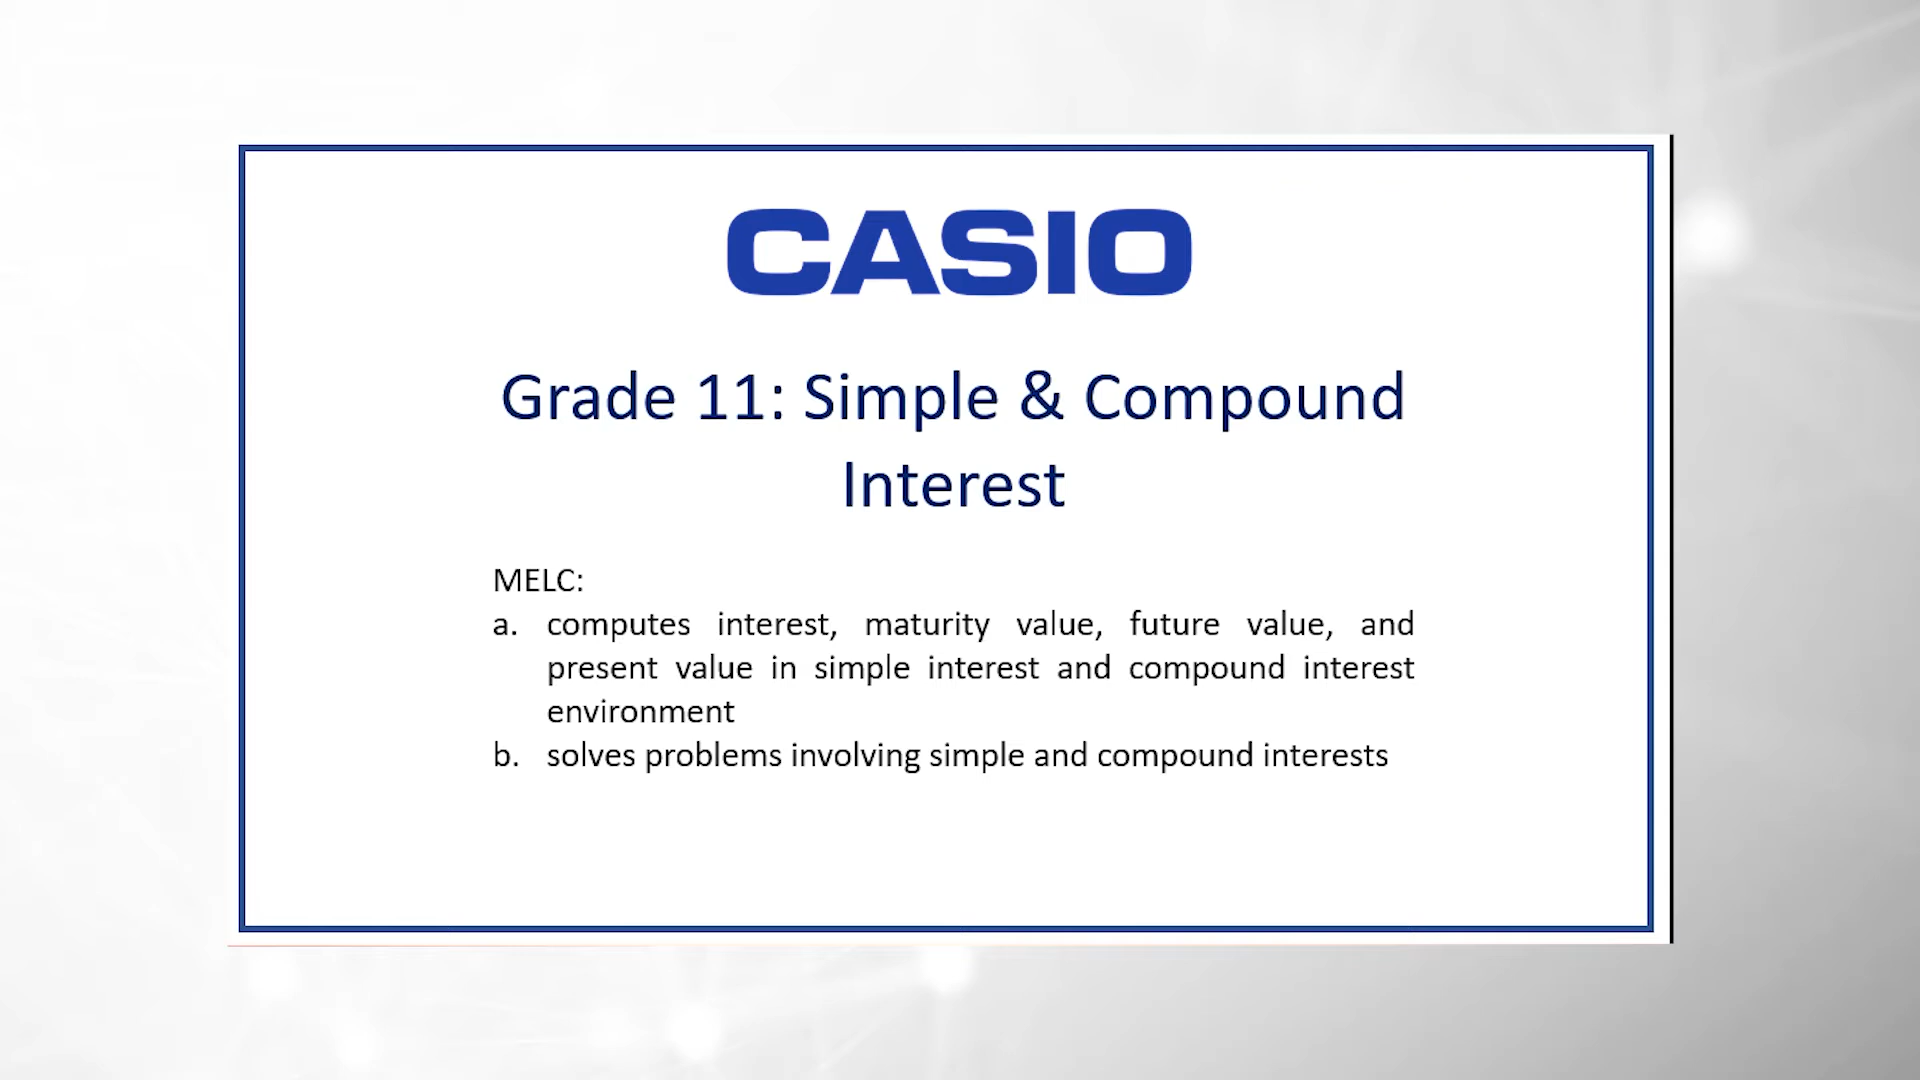 CASIO
Grade 11: Simple & Compound
Interest
MELC:
a. computes interest, maturity value, future value, and
present value in simple interest and compound interest
environment
b. solves problems involving simple and compound interests